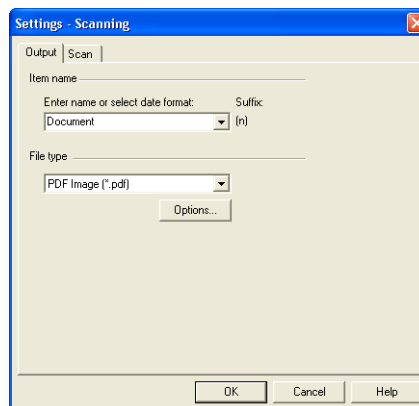 Settings - Scanning
Output
Scan
Item name
Enter name or select date format:
Suffix:
Document
(n)
File type
PDF Image (*.pdf)
Options...
OK
Cancel
Help